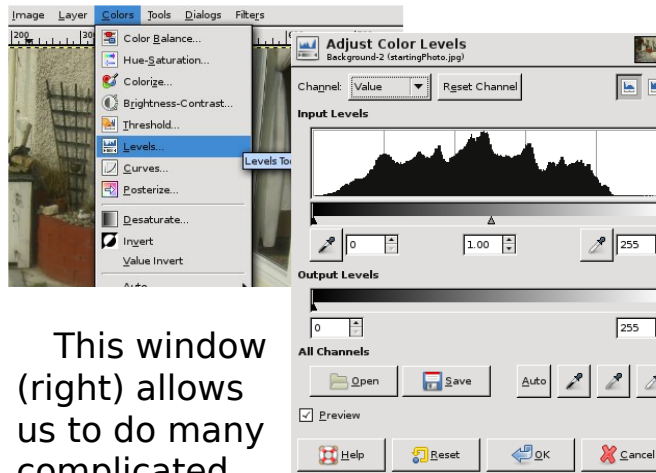 Image Layer Colors Tools Dialogs Filters
200
Color Balance...
Hue-Saturation...
Colorize...
Brightness-Contrast...
Threshold...
Levels...
Levels To
Curves...
Posterize...
Desaturate...
Invert
Value Invert
Auto
Adjust Color Levels
Background-2 (startingPhoto.jpg)
Channel: Value Reset Channel
Input Levels
0 1.00 255
Output Levels
0 255
All Channels
Open Save Auto
Preview
Help Reset OK Cancel
This window
(right) allows
us to do many
complicated